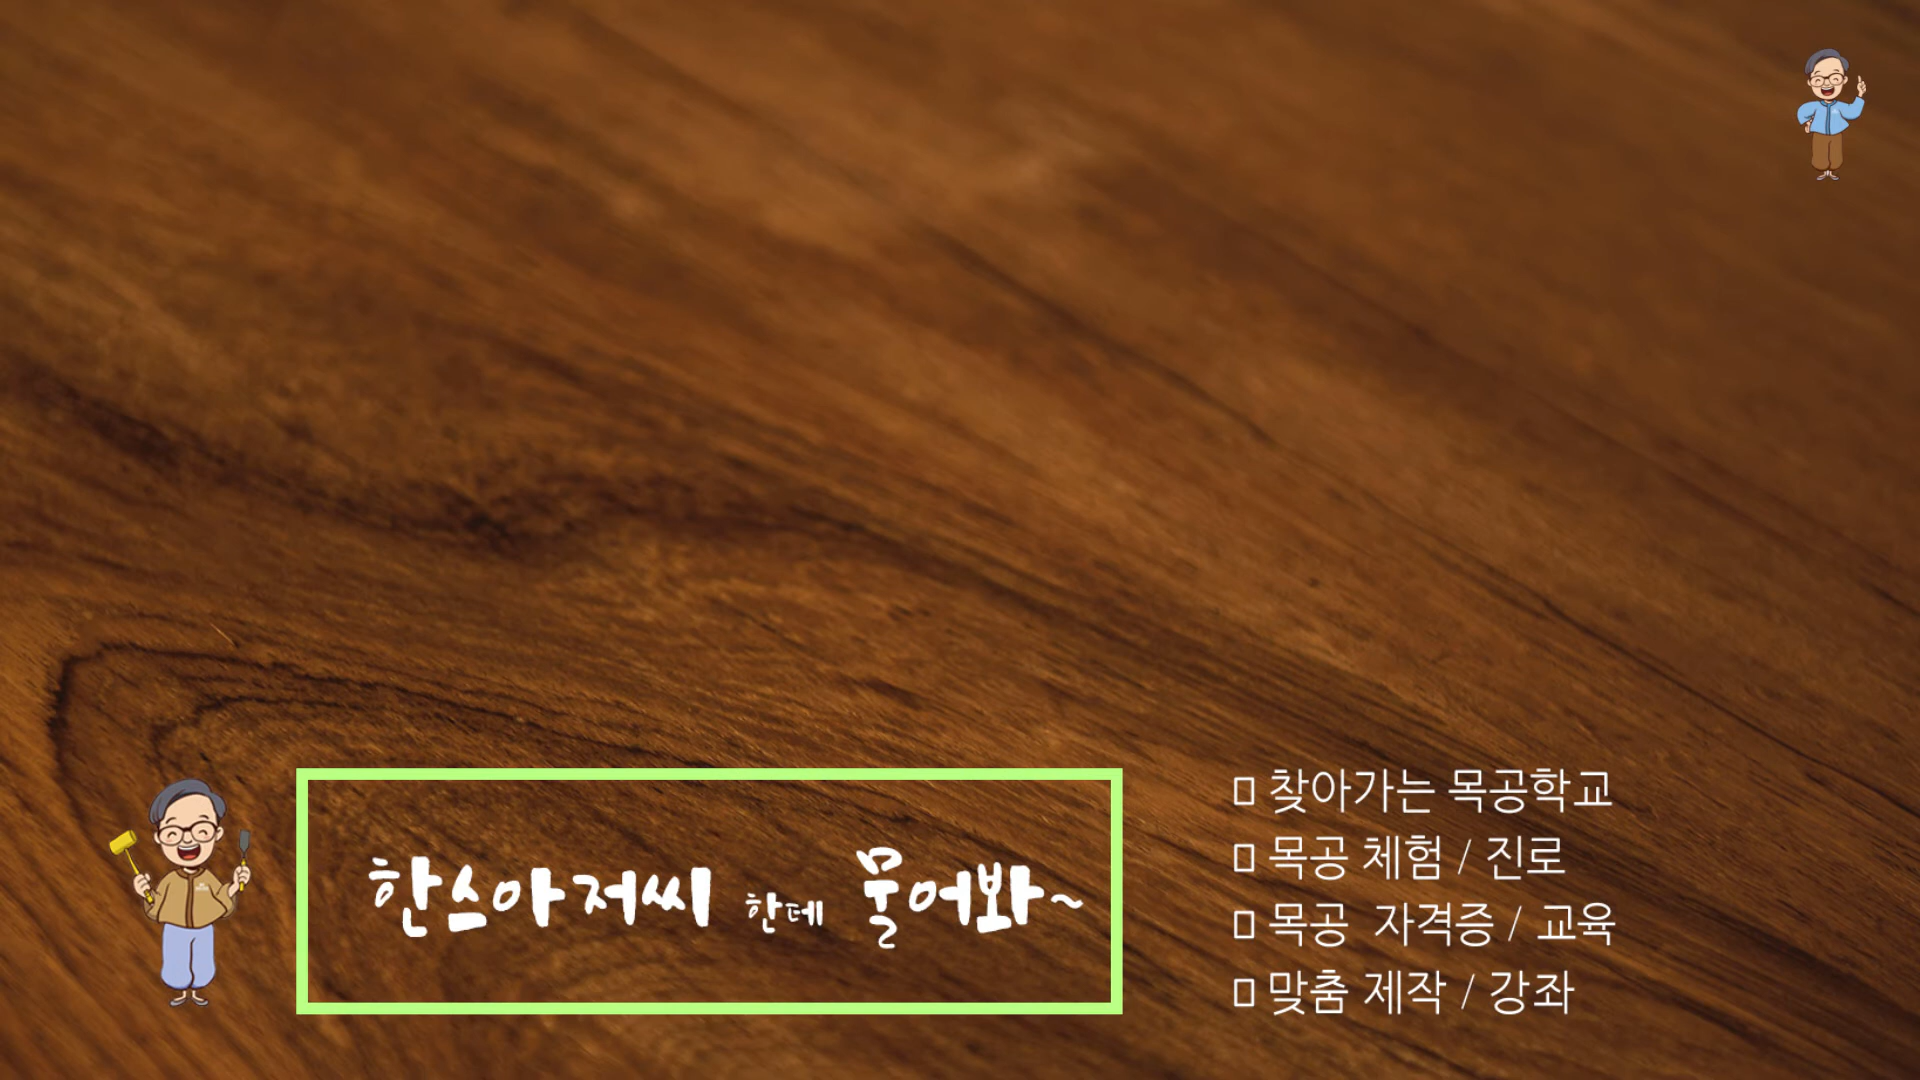 한스아저씨 한테 물어봐~
▯ 찾아가는 목공학교
▯ 목공 체험 / 진로
▯ 목공 자격증 / 교육
▯ 맞춤 제작 / 강좌